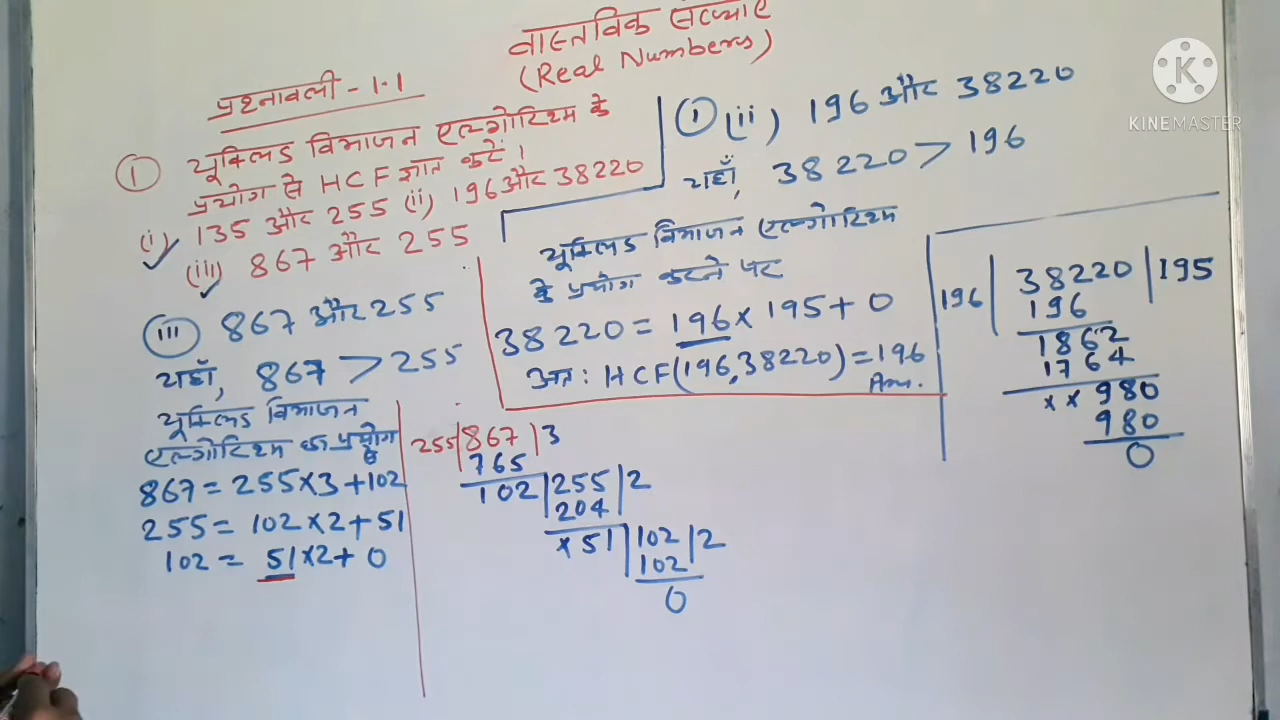 वास्तविक संख्याएँ
(Real Numbers)
प्रश्नावली - 1.1
① यूक्लिड विभाजन एल्गोरिथ्म के
प्रयोग से HCF ज्ञात करें।
(i) 135 और 255 (ii) 196 और 38220
(iii) 867 और 255
(iii) 867 और 255
यहाँ, 867 > 255
यूक्लिड विभाजन
एल्गोरिथ्म का प्रयोग
से
867 = 255×3+102
255 = 102×2+51
102 = 51×2+0
255|867|3
765
102|255|2
204
×51|102|2
102
0
① (ii) 196 और 38220
यहाँ, 38220 > 196
यूक्लिड विभाजन एल्गोरिथ्म
के प्रयोग करने पर
38220 = 196×195+0
अत: HCF(196,38220) = 196
Ans.
196|38220|195
196
1862
1764
××980
980
0
K
KINEMASTER